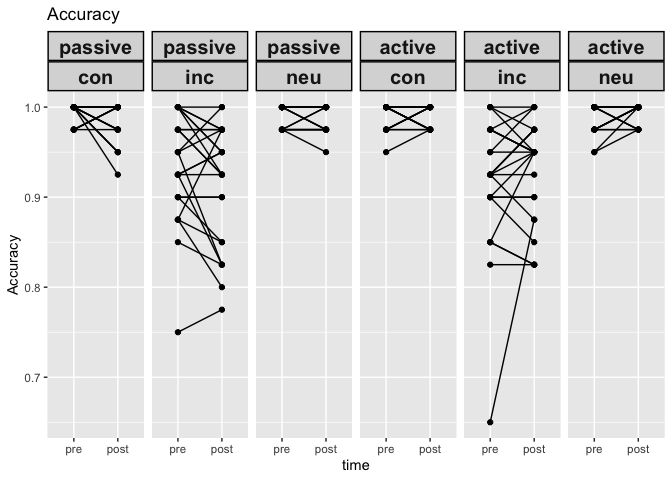 Accuracy
passive passive passive active active active
con inc neu con inc neu
1.0
0.9
0.8
0.7
Accuracy
pre post pre post pre post pre post pre post pre post
time